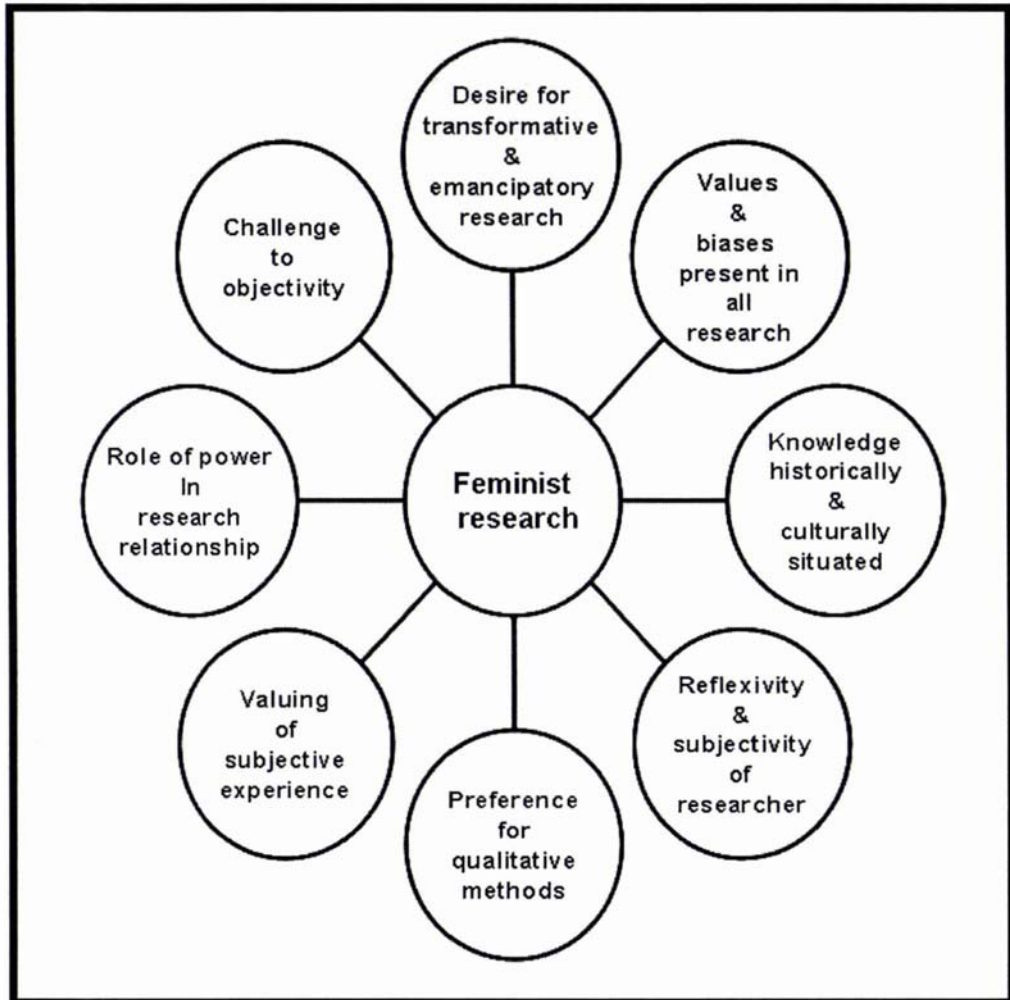 Desire for
transformative
&
emancipatory
research
Values
&
biases
present in
all
research
Knowledge
historically
&
culturally
situated
Reflexivity
&
subjectivity
of
researcher
Preference
for
qualitative
methods
Valuing
of
subjective
experience
Role of power
In
research
relationship
Challenge
to
objectivity
Feminist
research